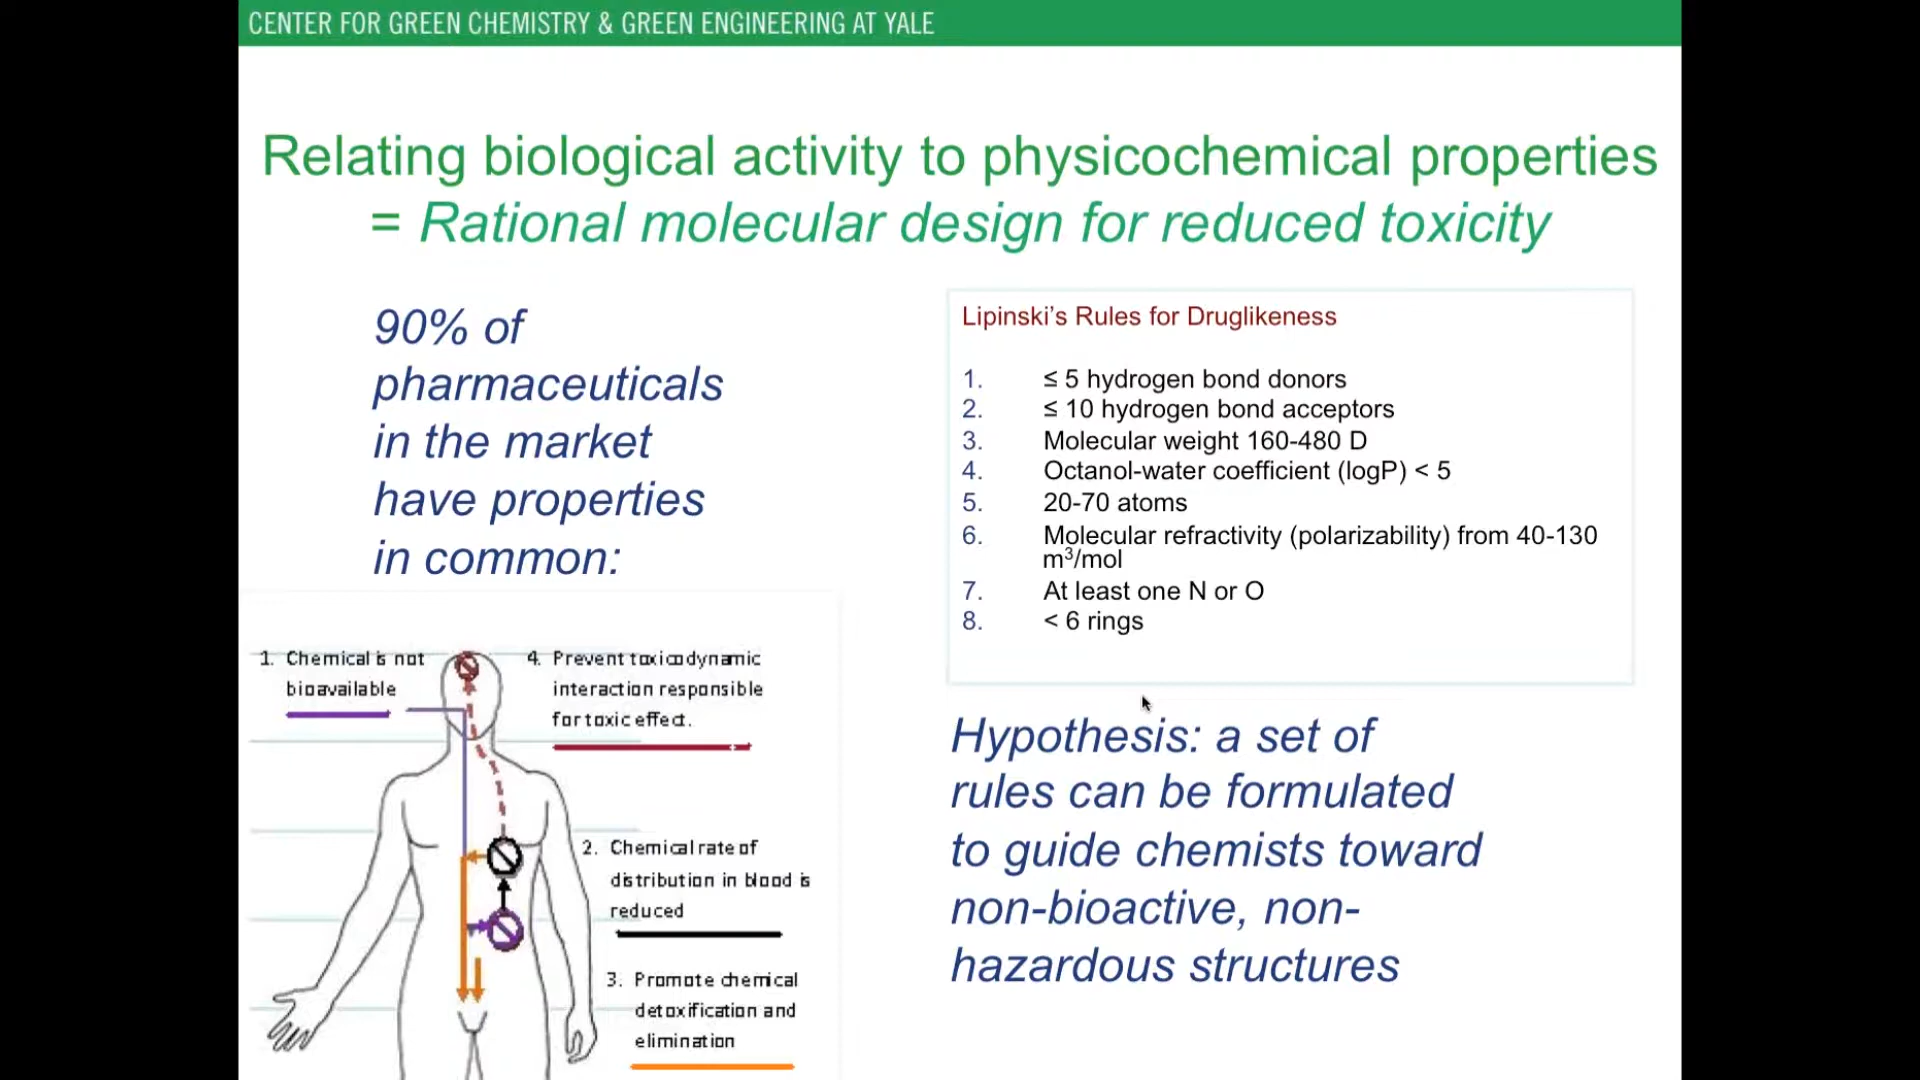 CENTER FOR GREEN CHEMISTRY & GREEN ENGINEERING AT YALE
Relating biological activity to physicochemical properties
= Rational molecular design for reduced toxicity
90% of
pharmaceuticals
in the market
have properties
in common:
Lipinski’s Rules for Druglikeness
1. ≤ 5 hydrogen bond donors
2. ≤ 10 hydrogen bond acceptors
3. Molecular weight 160-480 D
4. Octanol-water coefficient (logP) < 5
5. 20-70 atoms
6. Molecular refractivity (polarizability) from 40-130
m³/mol
7. At least one N or O
8. < 6 rings
1. Chemical is not
bioavailable
4. Prevent toxicodynamic
interaction responsible
for toxic effect.
2. Chemical rate of
distribution in blood is
reduced
3. Promote chemical
detoxification and
elimination
Hypothesis: a set of
rules can be formulated
to guide chemists toward
non-bioactive, non-
hazardous structures